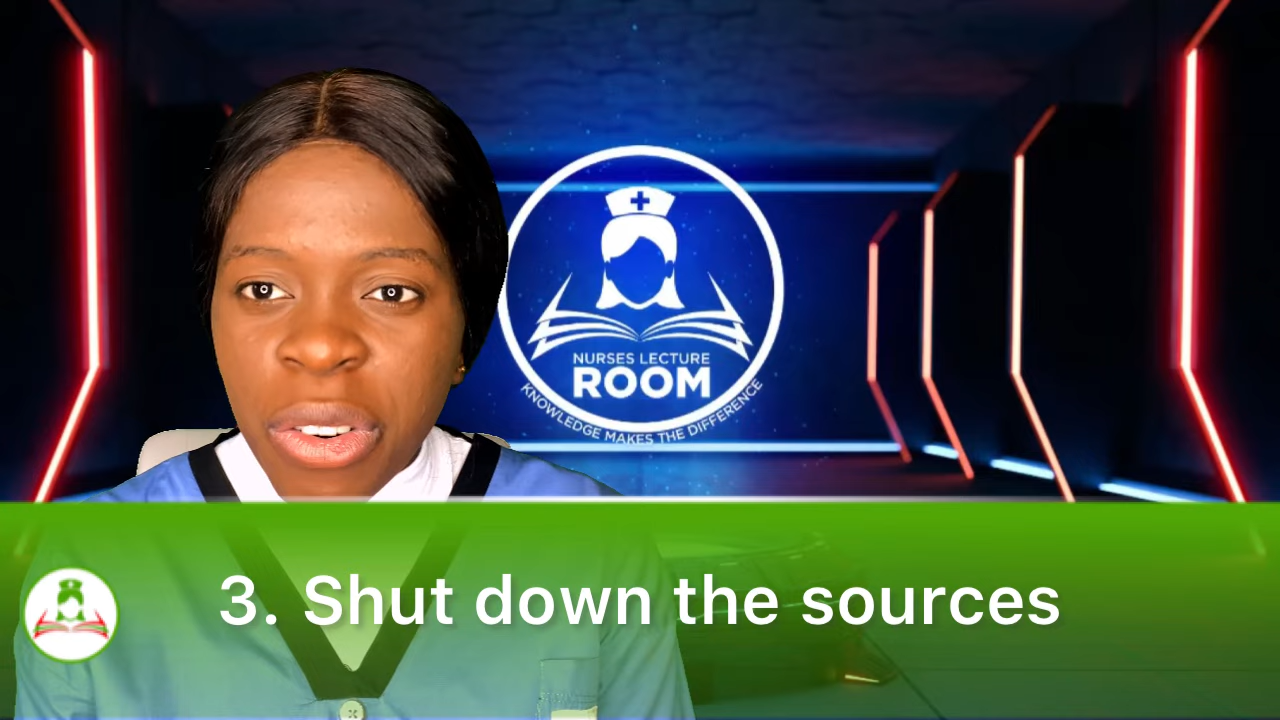 NURSES LECTURE
ROOM
KNOWLEDGE MAKES THE DIFFERENCE
3. Shut down the sources